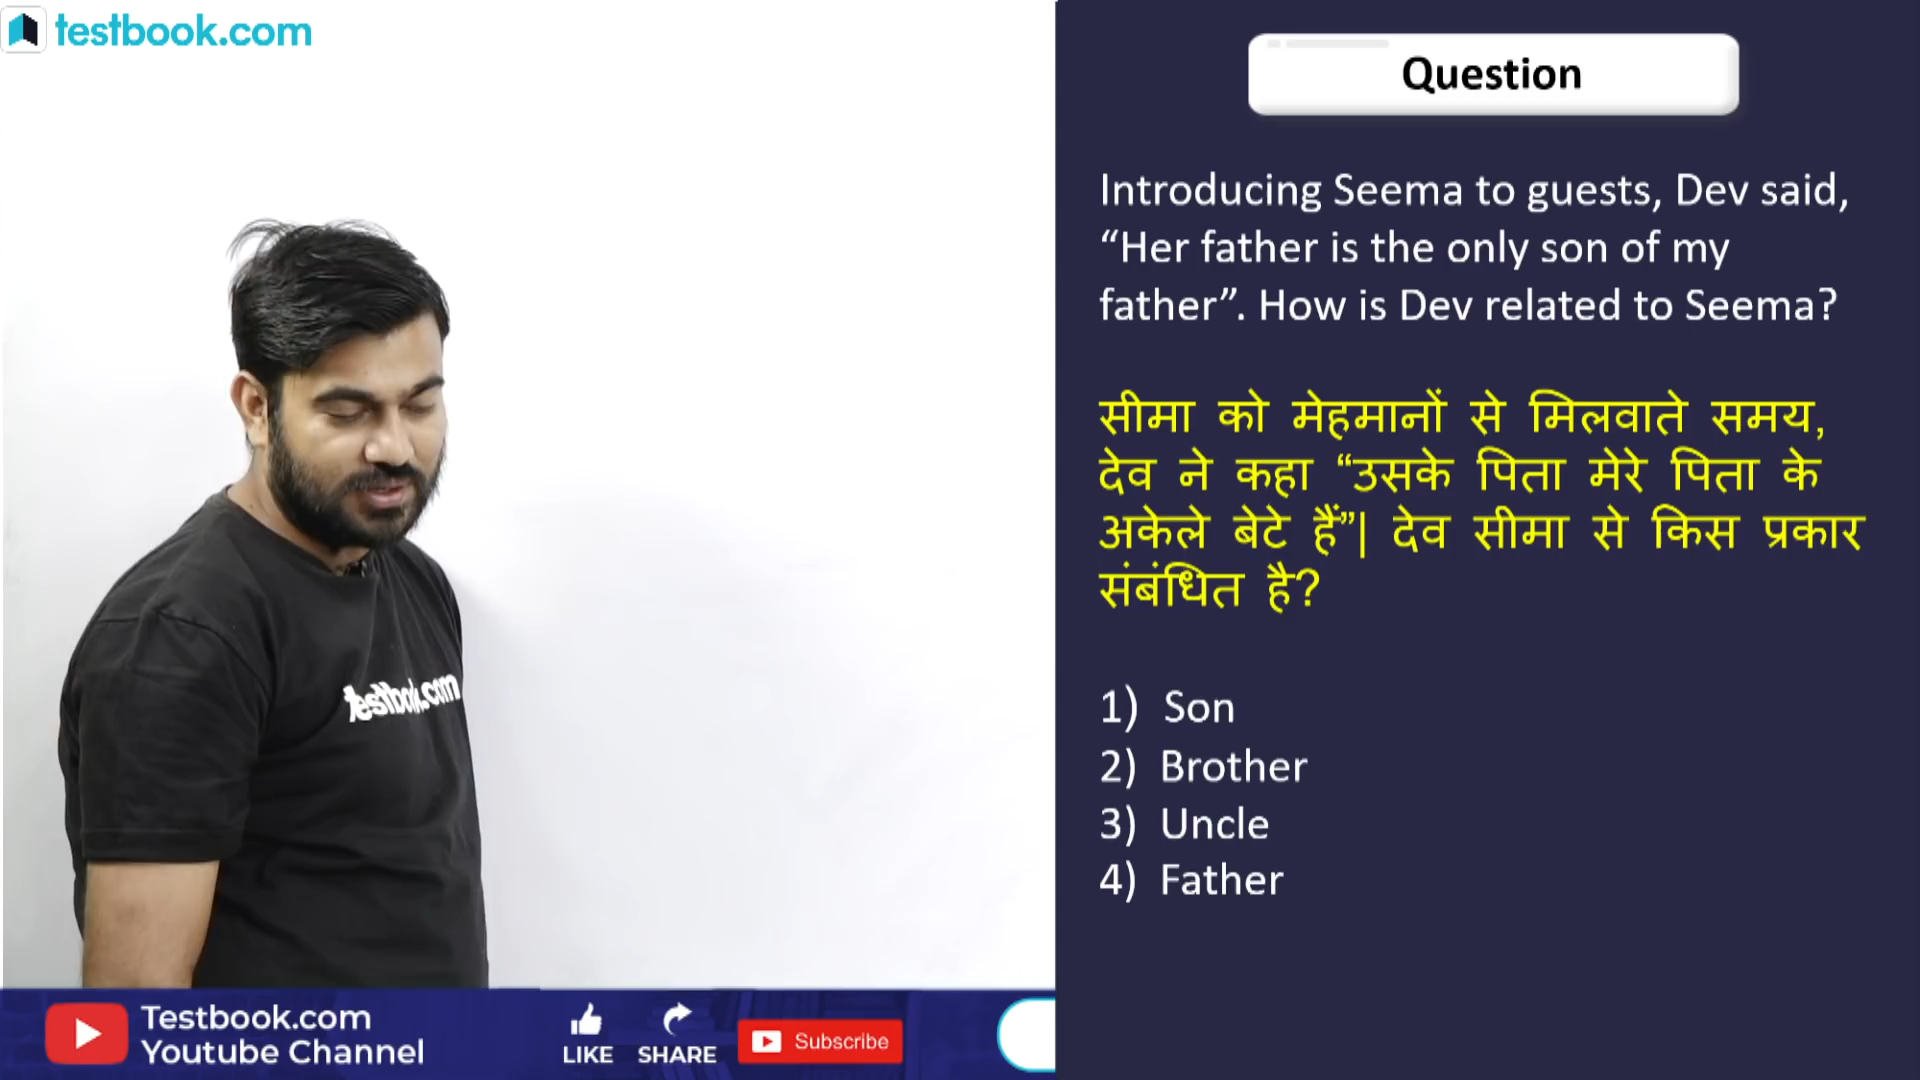 testbook.com
Question
Introducing Seema to guests, Dev said,
“Her father is the only son of my
father”. How is Dev related to Seema?
सीमा को मेहमानों से मिलवाते समय,
देव ने कहा “उसके पिता मेरे पिता के
अकेले बेटे हैं”| देव सीमा से किस प्रकार
संबंधित है?
1) Son
2) Brother
3) Uncle
4) Father
testbook.com
Testbook.com
Youtube Channel
LIKE
SHARE
Subscribe